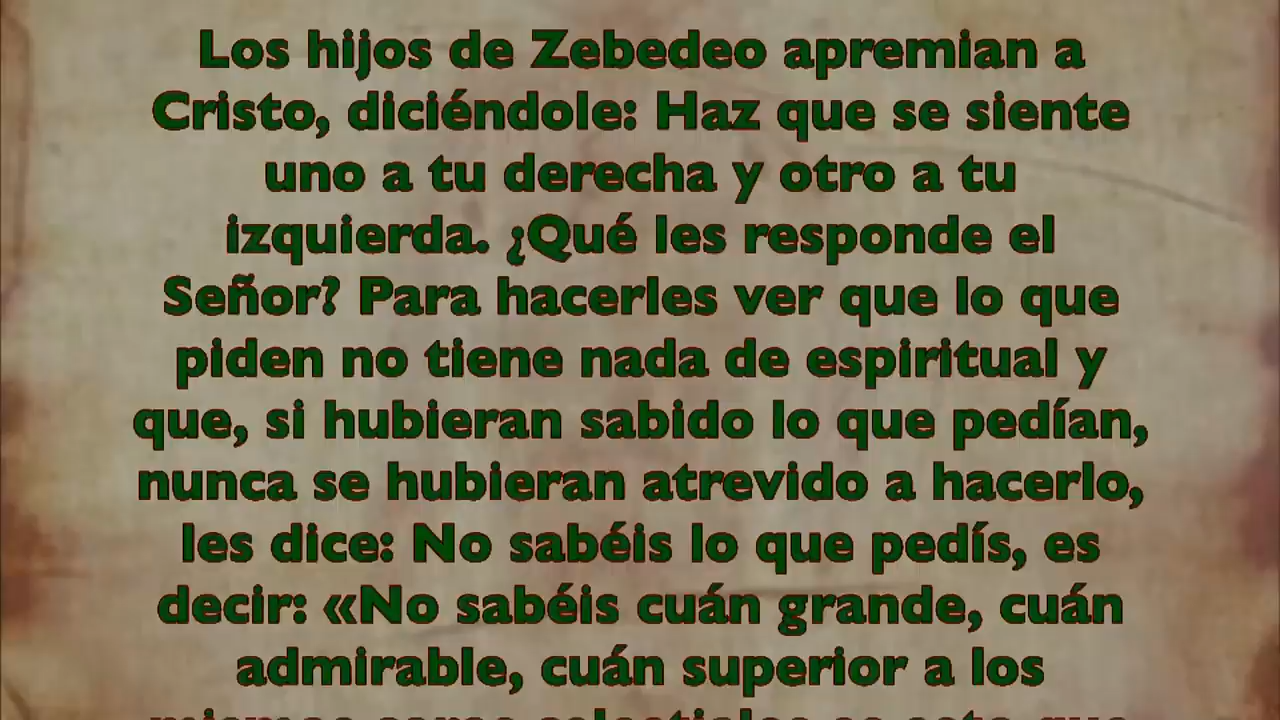 Los hijos de Zebedeo apremian a
Cristo, diciéndole: Haz que se siente
uno a tu derecha y otro a tu
izquierda. ¿Qué les responde el
Señor? Para hacerles ver que lo que
piden no tiene nada de espiritual y
que, si hubieran sabido lo que pedían,
nunca se hubieran atrevido a hacerlo,
les dice: No sabéis lo que pedís, es
decir: «No sabéis cuán grande, cuán
admirable, cuán superior a los